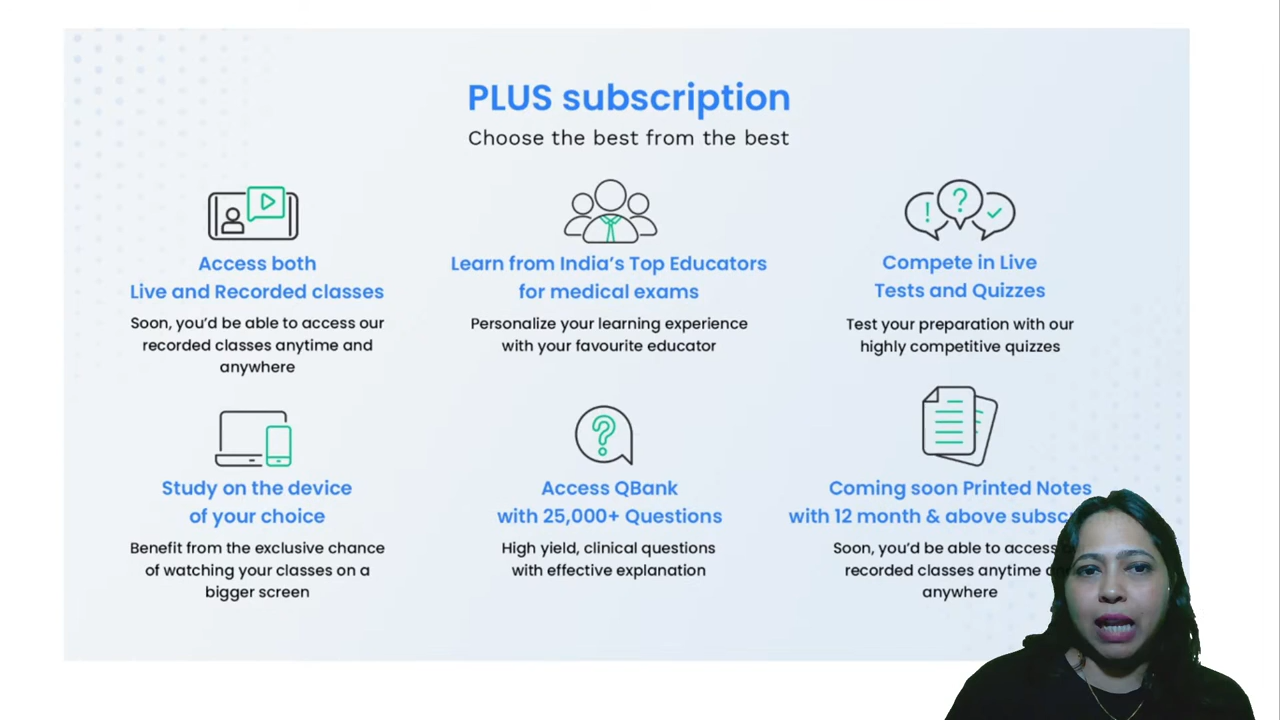 PLUS subscription
Choose the best from the best
Access both
Live and Recorded classes
Soon, you'd be able to access our
recorded classes anytime and
anywhere
Learn from India's Top Educators
for medical exams
Personalize your learning experience
with your favourite educator
Compete in Live
Tests and Quizzes
Test your preparation with our
highly competitive quizzes
Study on the device
of your choice
Benefit from the exclusive chance
of watching your classes on a
bigger screen
Access QBank
with 25,000+ Questions
High yield, clinical questions
with effective explanation
Coming soon Printed Notes
with 12 month & above
Soon, you'd be able to access
recorded classes anytime
anywhere